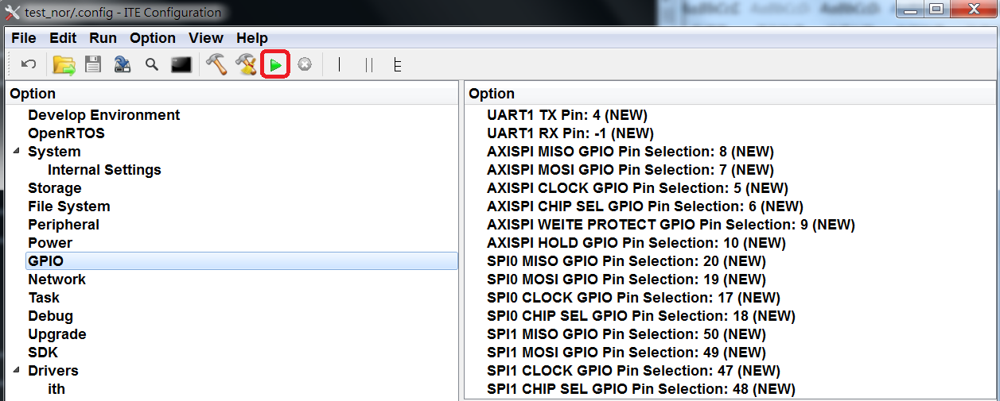 test_nor/.config - ITE Configuration
File Edit Run Option View Help
Option
Develop Environment
OpenRTOS
System
Internal Settings
Storage
File System
Peripheral
Power
GPIO
Network
Task
Debug
Upgrade
SDK
Drivers
ith
Option
UART1 TX Pin: 4 (NEW)
UART1 RX Pin: -1 (NEW)
AXISPI MISO GPIO Pin Selection: 8 (NEW)
AXISPI MOSI GPIO Pin Selection: 7 (NEW)
AXISPI CLOCK GPIO Pin Selection: 5 (NEW)
AXISPI CHIP SEL GPIO Pin Selection: 6 (NEW)
AXISPI WEITE PROTECT GPIO Pin Selection: 9 (NEW)
AXISPI HOLD GPIO Pin Selection: 10 (NEW)
SPI0 MISO GPIO Pin Selection: 20 (NEW)
SPI0 MOSI GPIO Pin Selection: 19 (NEW)
SPI0 CLOCK GPIO Pin Selection: 17 (NEW)
SPI0 CHIP SEL GPIO Pin Selection: 18 (NEW)
SPI1 MISO GPIO Pin Selection: 50 (NEW)
SPI1 MOSI GPIO Pin Selection: 49 (NEW)
SPI1 CLOCK GPIO Pin Selection: 47 (NEW)
SPI1 CHIP SEL GPIO Pin Selection: 48 (NEW)